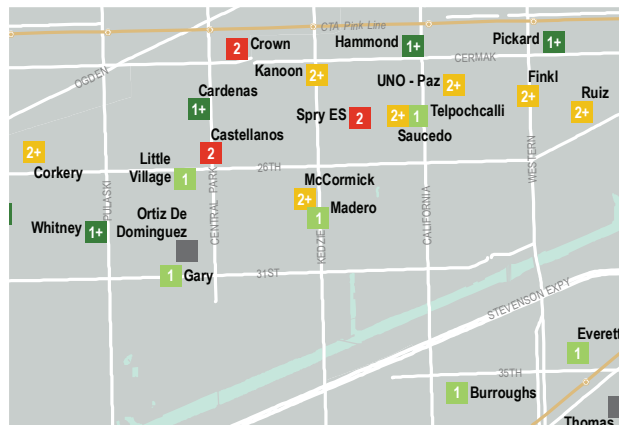 CTA Pink Line
Hammond
1+
Pickard
1+
2
Crown
CERMAK
OGDEN
Kanoon
2+
UNO - Paz
2+
Finkl
2+
Ruiz
2+
Cardenas
1+
Spry ES
2
2+
1
Telpochcalli
Saucedo
Castellanos
2
2+
Corkery
Little
Village
1
26TH
WESTERN
McCormick
2+
1
Madero
PULASKI
CENTRAL PARK
KEDZIE
CALIFORNIA
Whitney
1+
Ortiz De
Dominguez
1
Gary
31ST
STEVENSON EXPY
Everett
1
35TH
1
Burroughs
Thomas